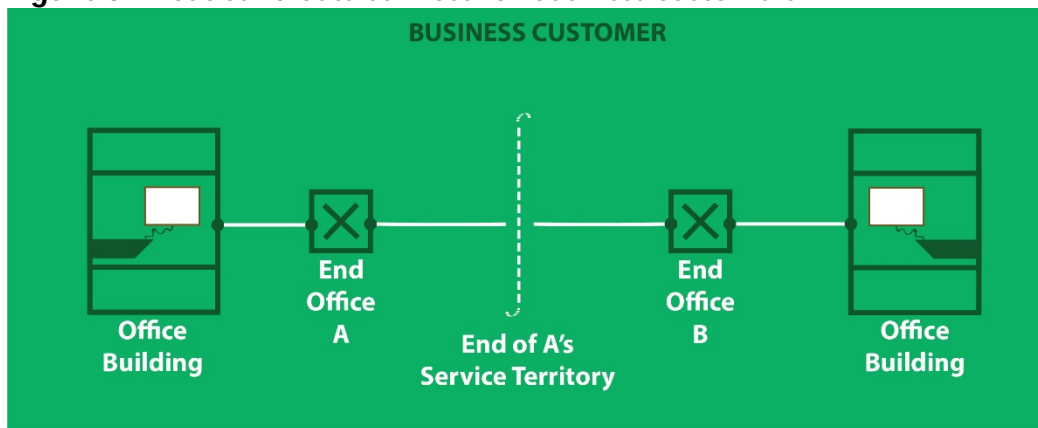 BUSINESS CUSTOMER
End
Office
A
End
Office
B
Office
Building
End of A's
Service Territory
Office
Building